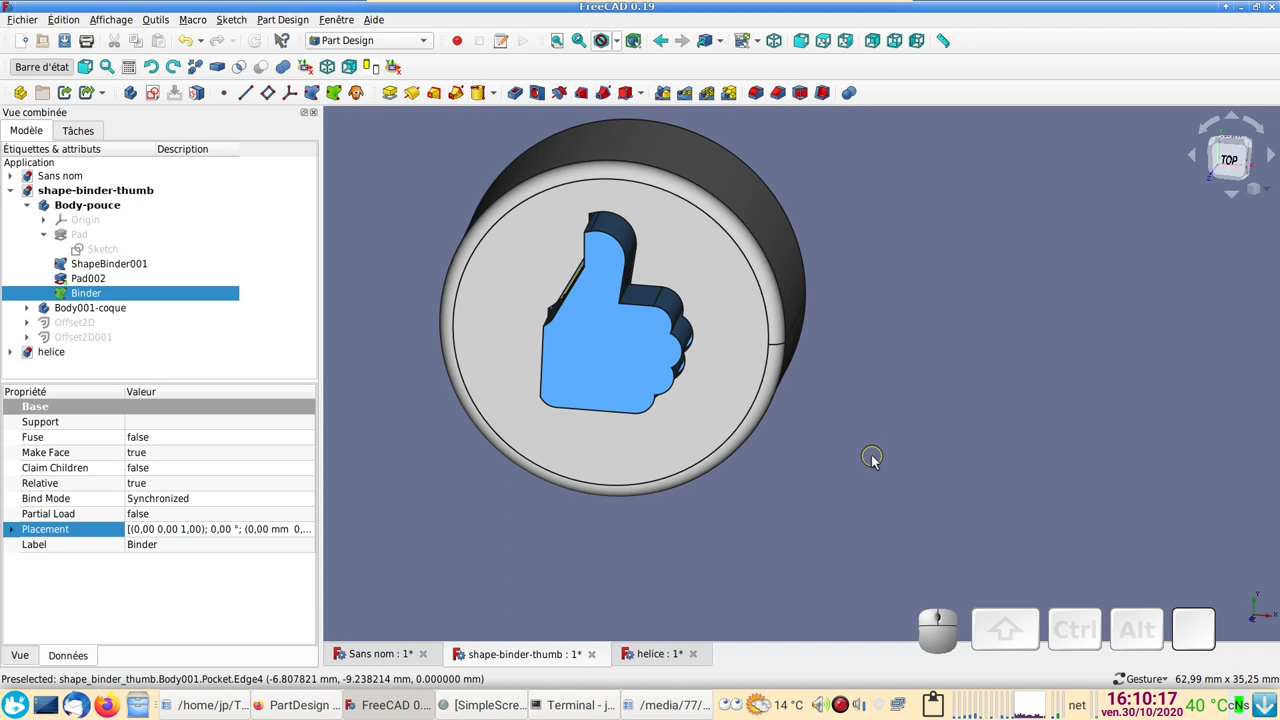 FreeCAD 0.19
Fichier Édition Affichage Outils Macro Sketch Part Design Fenêtre Aide
Part Design
Barre d'état
Vue combinée
Modèle Tâches
Étiquettes & attributs Description
Application
Sans nom
shape-binder-thumb
Body-pouce
Origin
Pad
Sketch
ShapeBinder001
Pad002
Binder
Body001-coque
Offset2D
Offset2D001
helice
TOP
Propriété Valeur
Base
Support
Fuse false
Make Face true
Claim Children false
Relative true
Bind Mode Synchronized
Partial Load false
Placement [(0,00 0,00 1,00); 0,00 °; (0,00 mm 0,...
Label Binder
Ctrl Alt
Vue Données
Sans nom : 1* shape-binder-thumb : 1* helice : 1*
Preselected: shape_binder_thumb.Body001.Pocket.Edge4 (-6.807821 mm, -9.238214 mm, 0.000000 mm) Gesture 62,99 mm x 35,25 mm
/home/jp/T... PartDesign ... FreeCAD 0.... [SimpleScre... Terminal - j... /media/77/... 14 °C net 16:10:17 ven.30/10/2020 40 °C